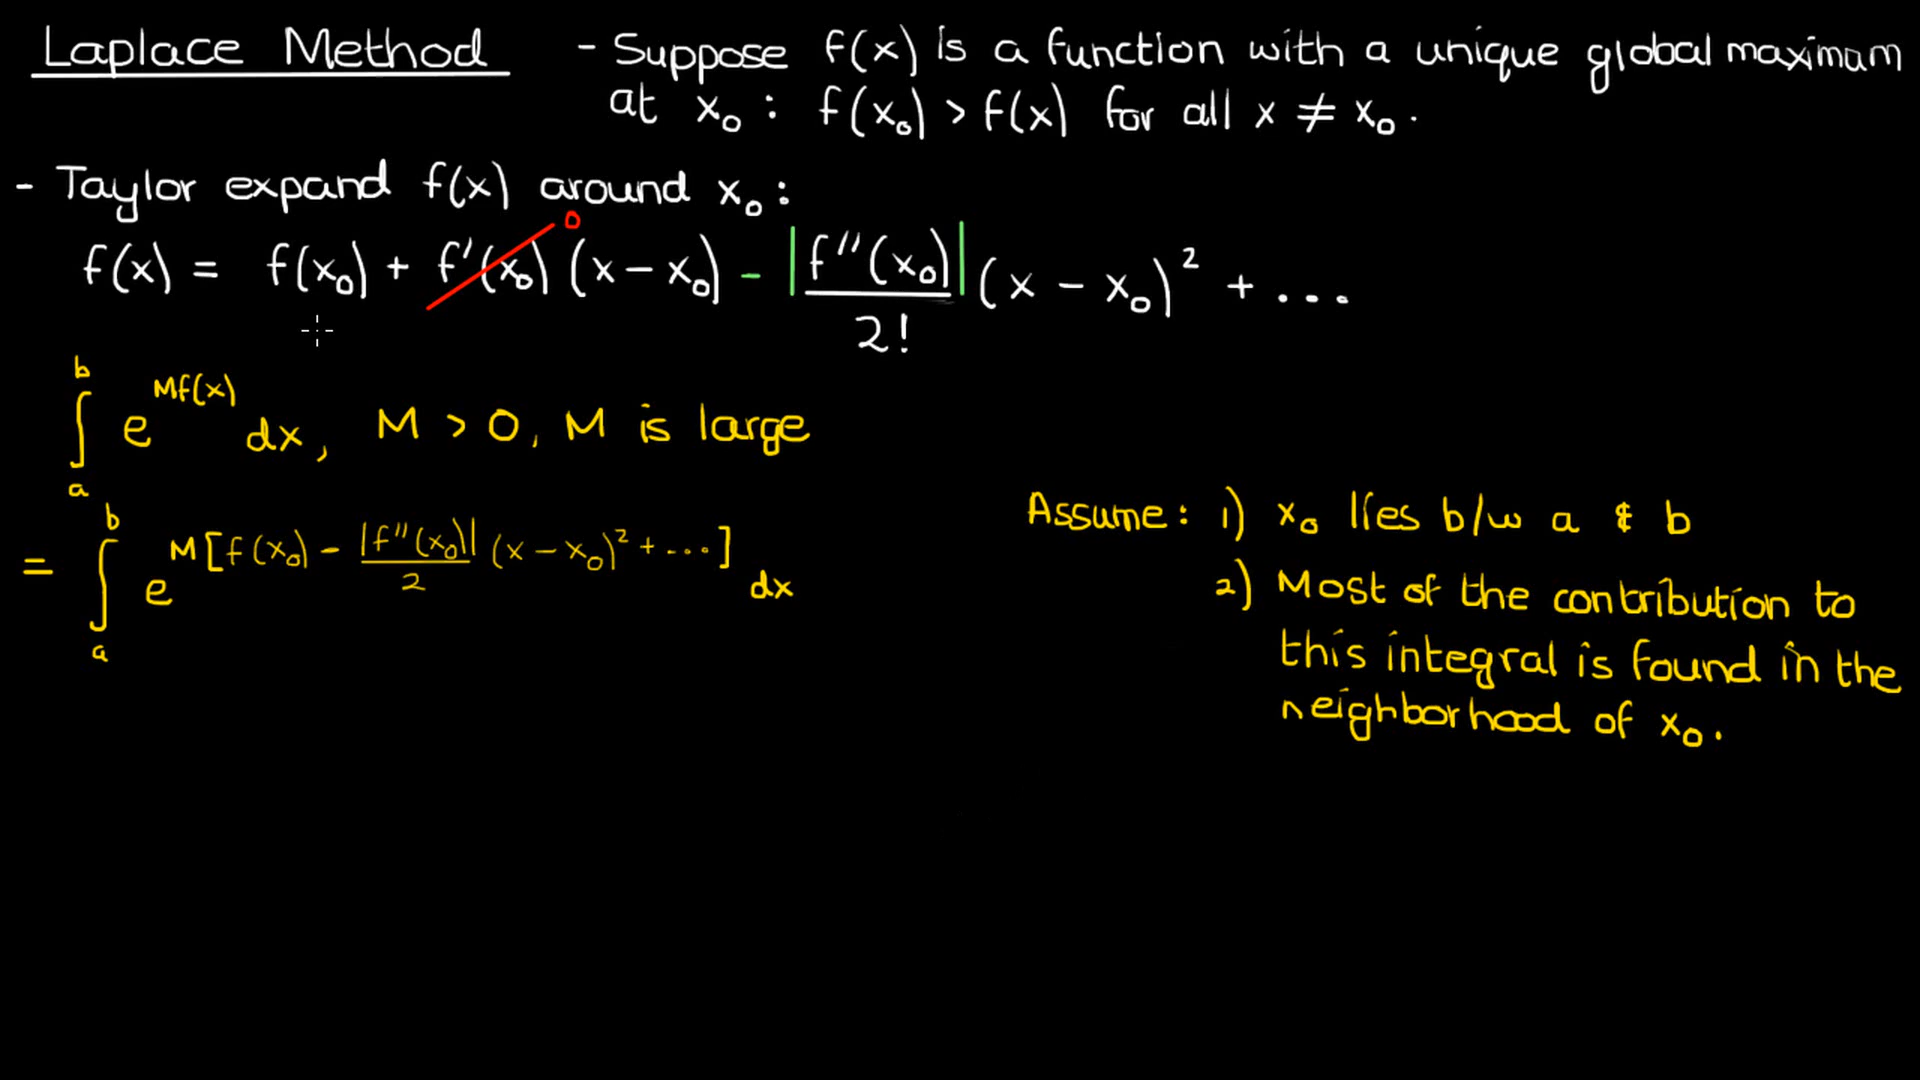 Laplace Method - Suppose f(x) is a function with a unique global maximum
at x₀ : f(x₀) > f(x) for all x ≠ x₀.
- Taylor expand f(x) around x₀:
f(x) = f(x₀) + f'(x₀) (x - x₀) - |f''(x₀)|/2! (x - x₀)² + ...
0
∫ₐᵇ e^{Mf(x)} dx, M > 0, M is large
= ∫ₐᵇ e^{M[f(x₀) - |f''(x₀)|/2 (x - x₀)² + ....]} dx
Assume: 1) x₀ lies b/w a & b
2) Most of the contribution to
this integral is found in the
neighborhood of x₀.